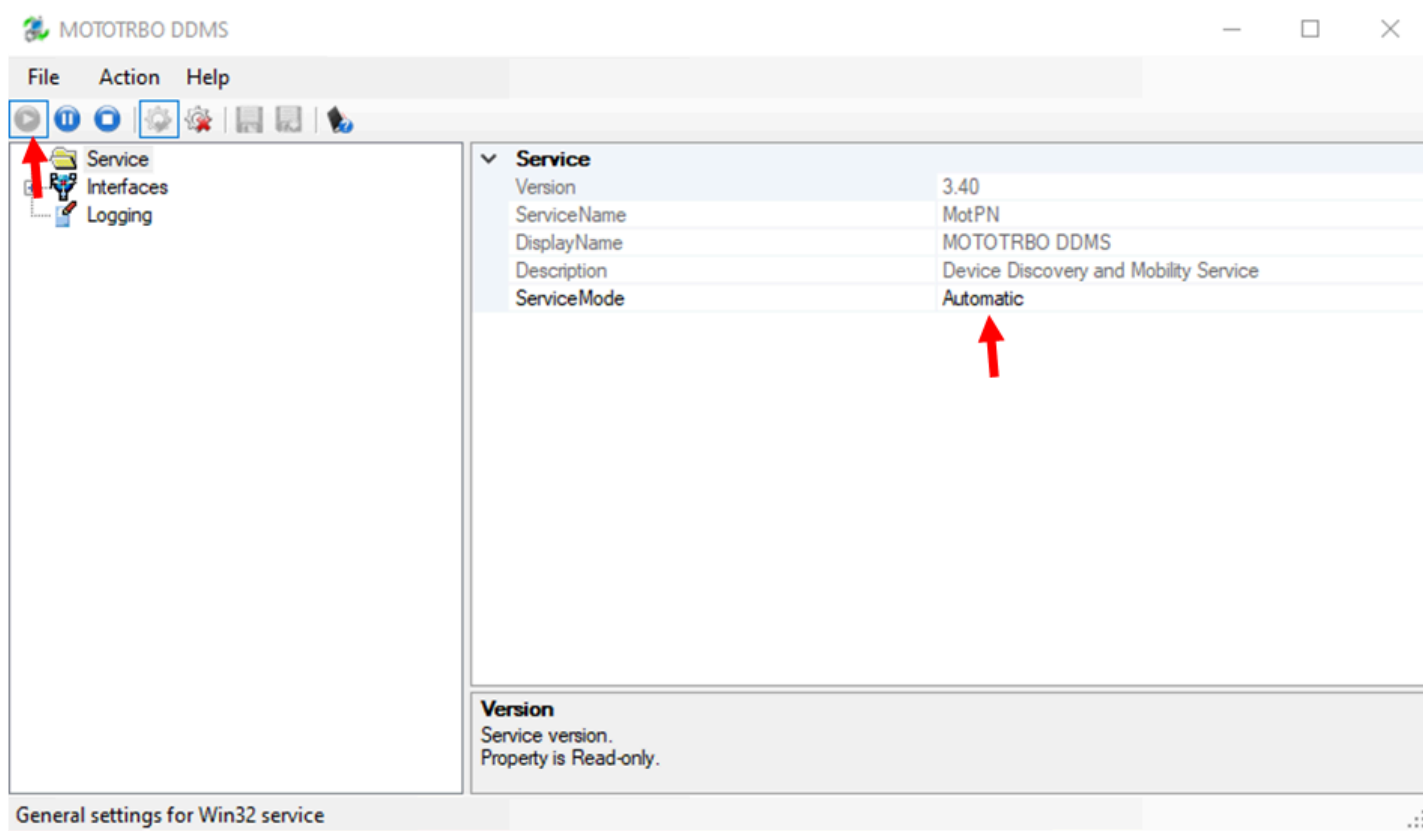 MOTOTRBO DDMS
File Action Help
Service
Interfaces
Logging
Service
Version 3.40
ServiceName MotPN
DisplayName MOTOTRBO DDMS
Description Device Discovery and Mobility Service
ServiceMode Automatic
Version
Service version.
Property is Read-only.
General settings for Win32 service